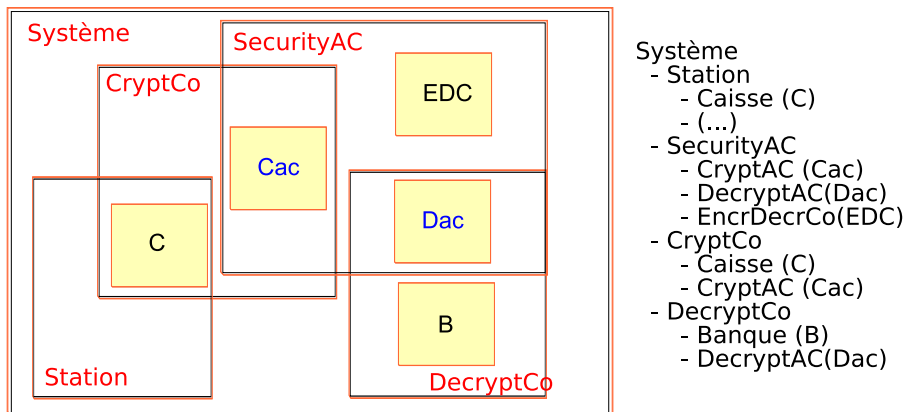 Système
SecurityAC
CryptCo
EDC
Cac
Dac
C
B
Station
DecryptCo
Système
- Station
- Caisse (C)
- (...)
- SecurityAC
- CryptAC (Cac)
- DecryptAC(Dac)
- EncrDecrCo(EDC)
- CryptCo
- Caisse (C)
- CryptAC (Cac)
- DecryptCo
- Banque (B)
- DecryptAC(Dac)